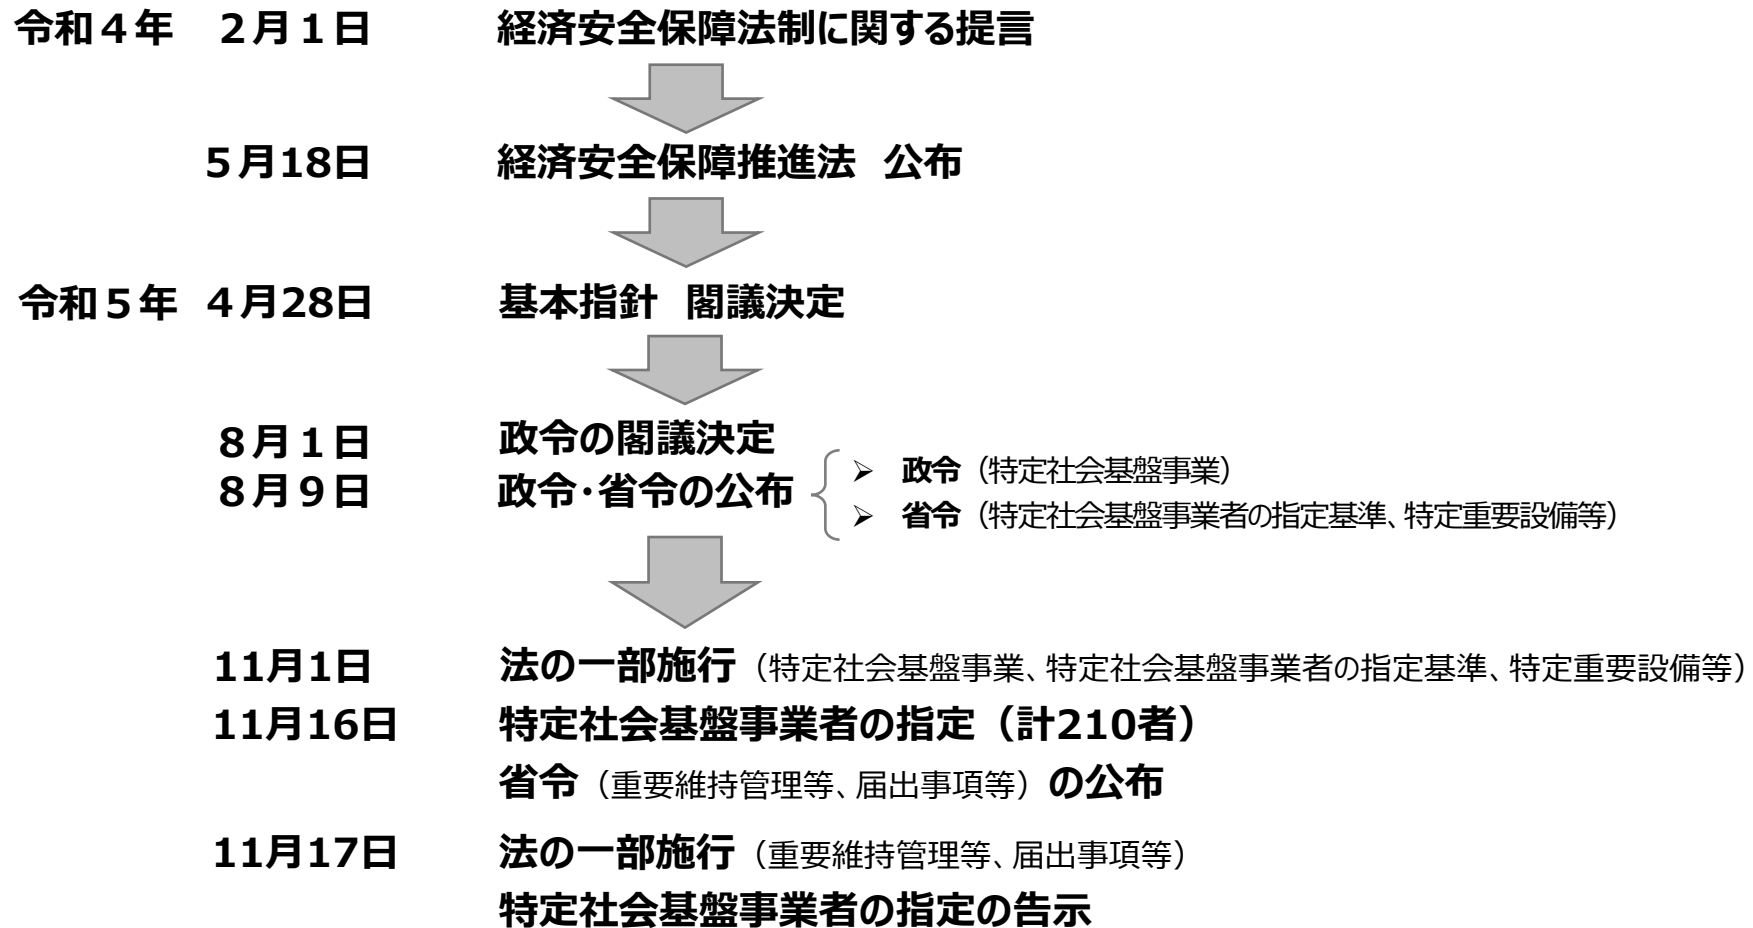 令和４年　２月１日　経済安全保障法制に関する提言
５月18日　経済安全保障推進法　公布
令和５年　４月28日　基本指針　閣議決定
８月１日　政令の閣議決定
８月９日　政令・省令の公布
➢ 政令（特定社会基盤事業）
➢ 省令（特定社会基盤事業者の指定基準、特定重要設備等）
11月1日　法の一部施行（特定社会基盤事業、特定社会基盤事業者の指定基準、特定重要設備等）
11月16日　特定社会基盤事業者の指定（計210者）
省令（重要維持管理等、届出事項等）の公布
11月17日　法の一部施行（重要維持管理等、届出事項等）
特定社会基盤事業者の指定の告示